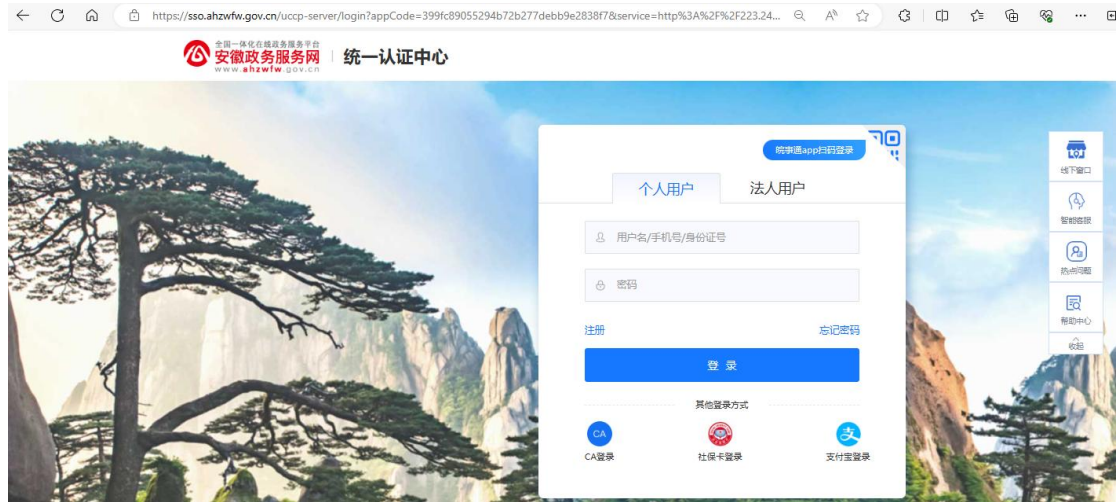 https://sso.ahzwfw.gov.cn/uccp-server/login?appCode=399fc89055294b72b277debb9e2838f7&service=http%3A%2F%2F223.24...
全国一体化在线政务服务平台
安徽政务服务网
www.ahzwfw.gov.cn
统一认证中心
皖事通app扫码登录
个人用户 法人用户
用户名/手机号/身份证号
密码
注册 忘记密码
登 录
其他登录方式
CA
CA登录 社保卡登录 支付宝登录
线下窗口
智能客服
热点问题
帮助中心
收起